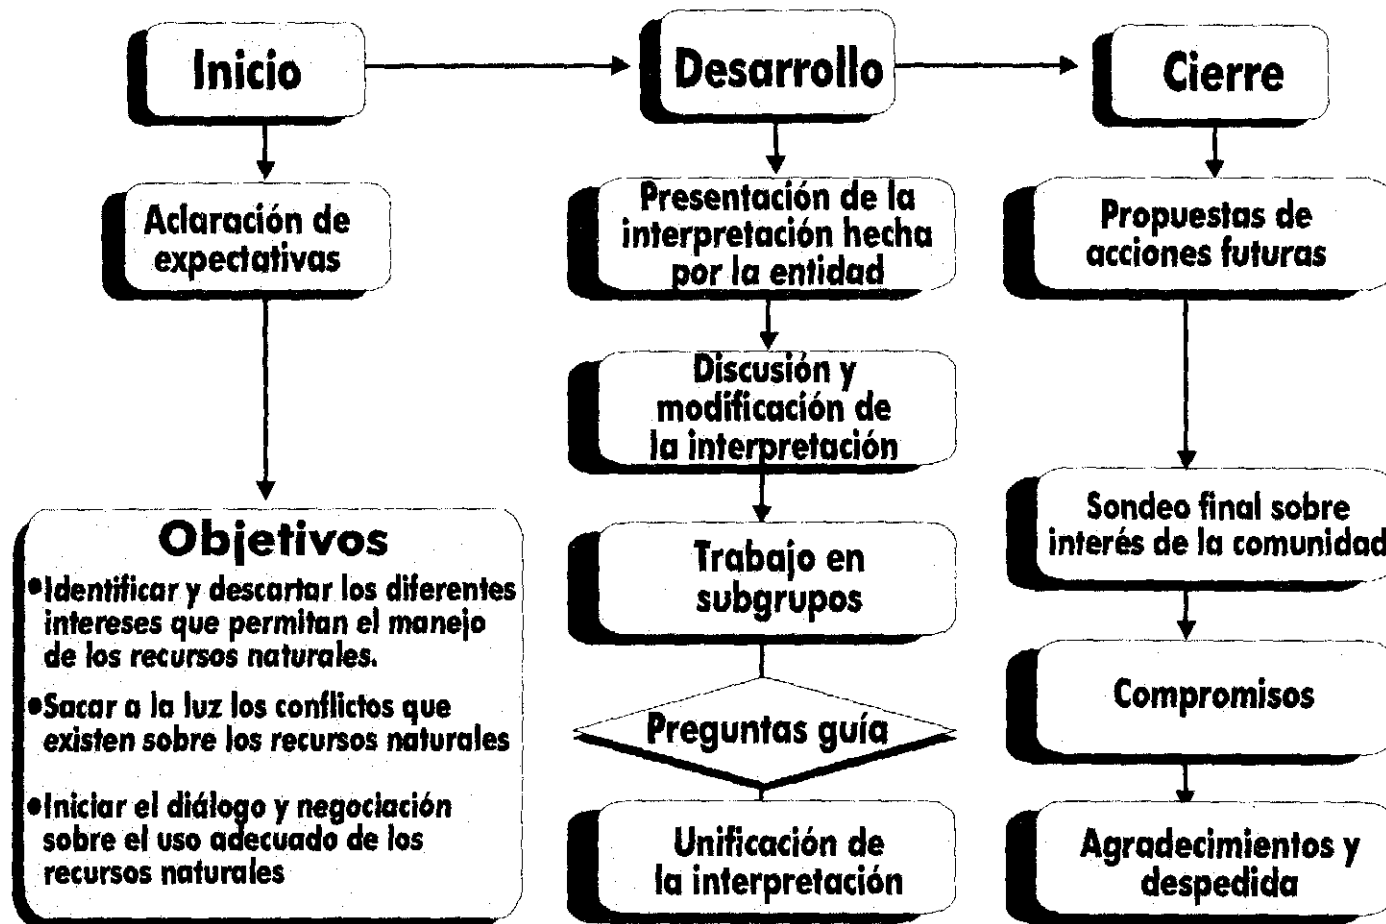 Inicio
Desarrollo
Cierre
Aclaración de
expectativas
Objetivos
•Identificar y descartar los diferentes
intereses que permitan el manejo
de los recursos naturales.
•Sacar a la luz los conflictos que
existen sobre los recursos naturales
•Iniciar el diálogo y negociación
sobre el uso adecuado de los
recursos naturales
Presentación de la
interpretación hecha
por la entidad
Discusión y
modificación de
la interpretación
Trabajo en
subgrupos
Preguntas guía
Unificación de
la interpretación
Propuestas de
acciones futuras
Sondeo final sobre
interés de la comunidad
Compromisos
Agradecimientos y
despedida